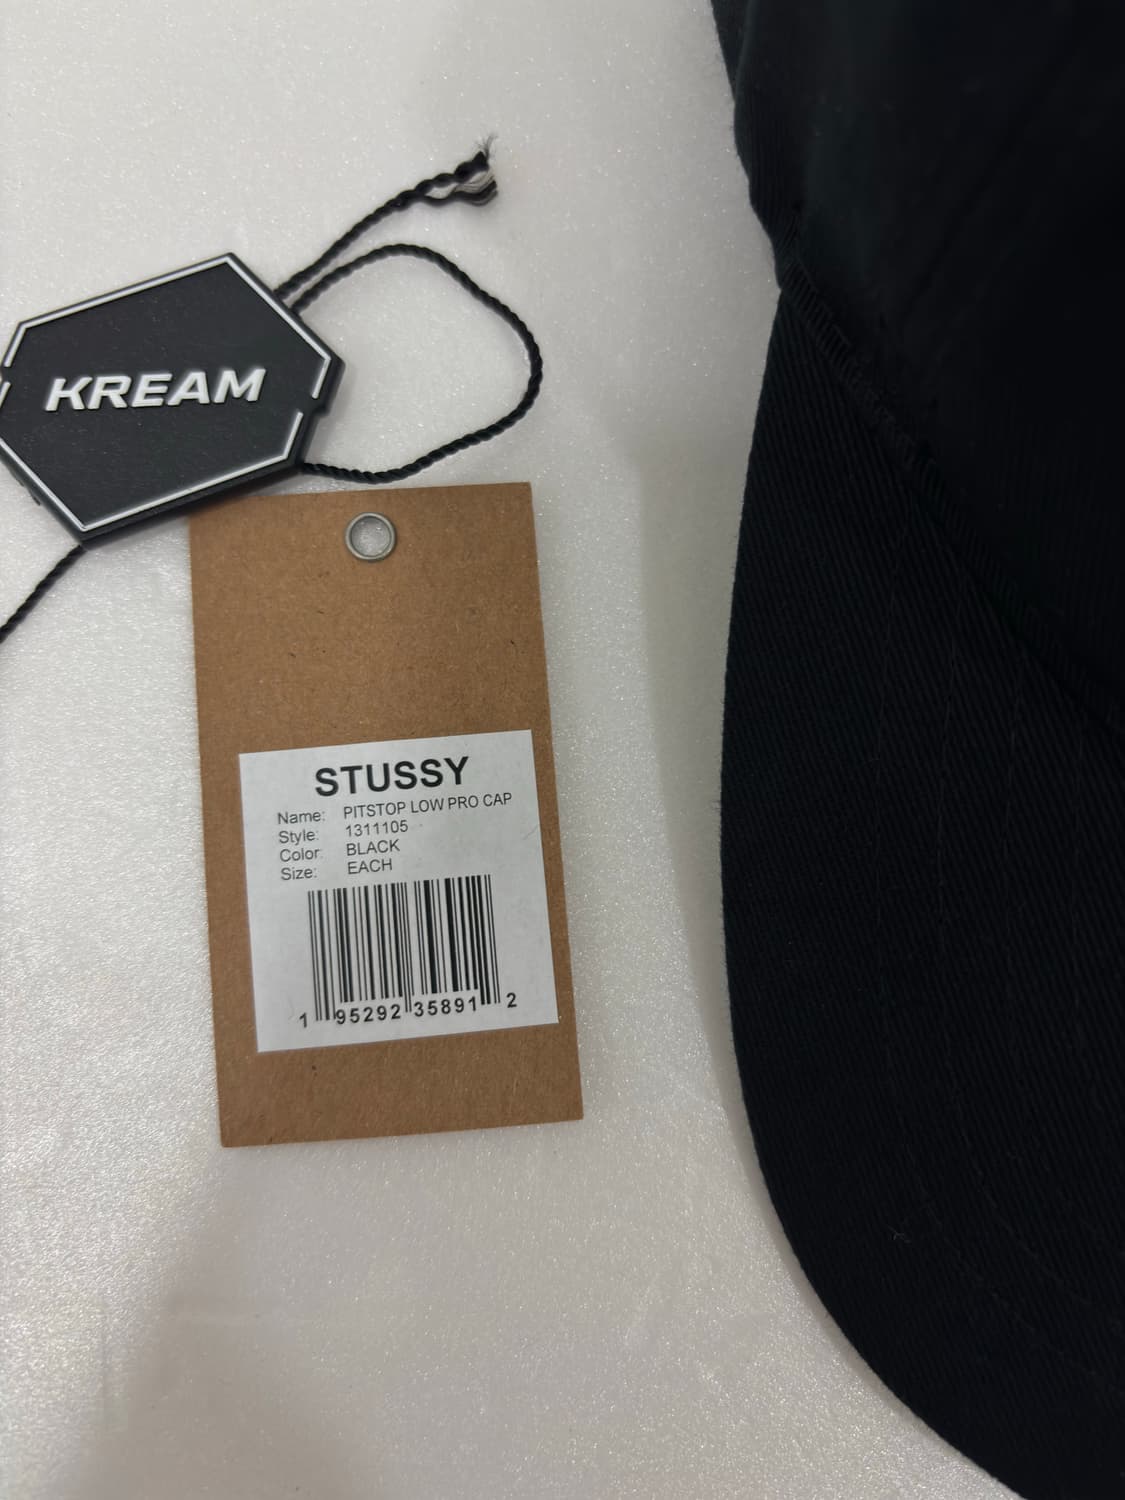 KREAM
STUSSY
Name: PITSTOP LOW PRO CAP
Style: 1311105
Color: BLACK
Size: EACH
1 95292 35891 2